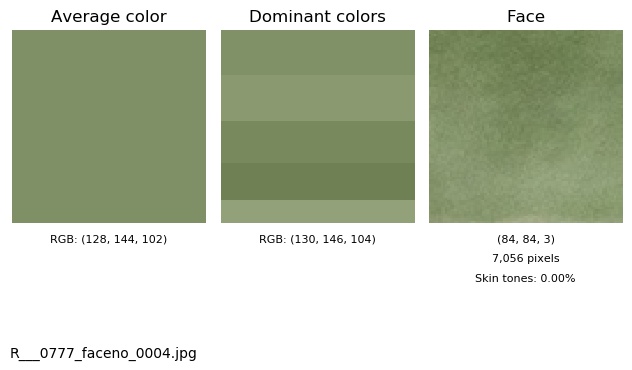 Average color
Dominant colors
Face
RGB: (128, 144, 102)
RGB: (130, 146, 104)
(84, 84, 3)
7,056 pixels
Skin tones: 0.00%
R___0777_faceno_0004.jpg